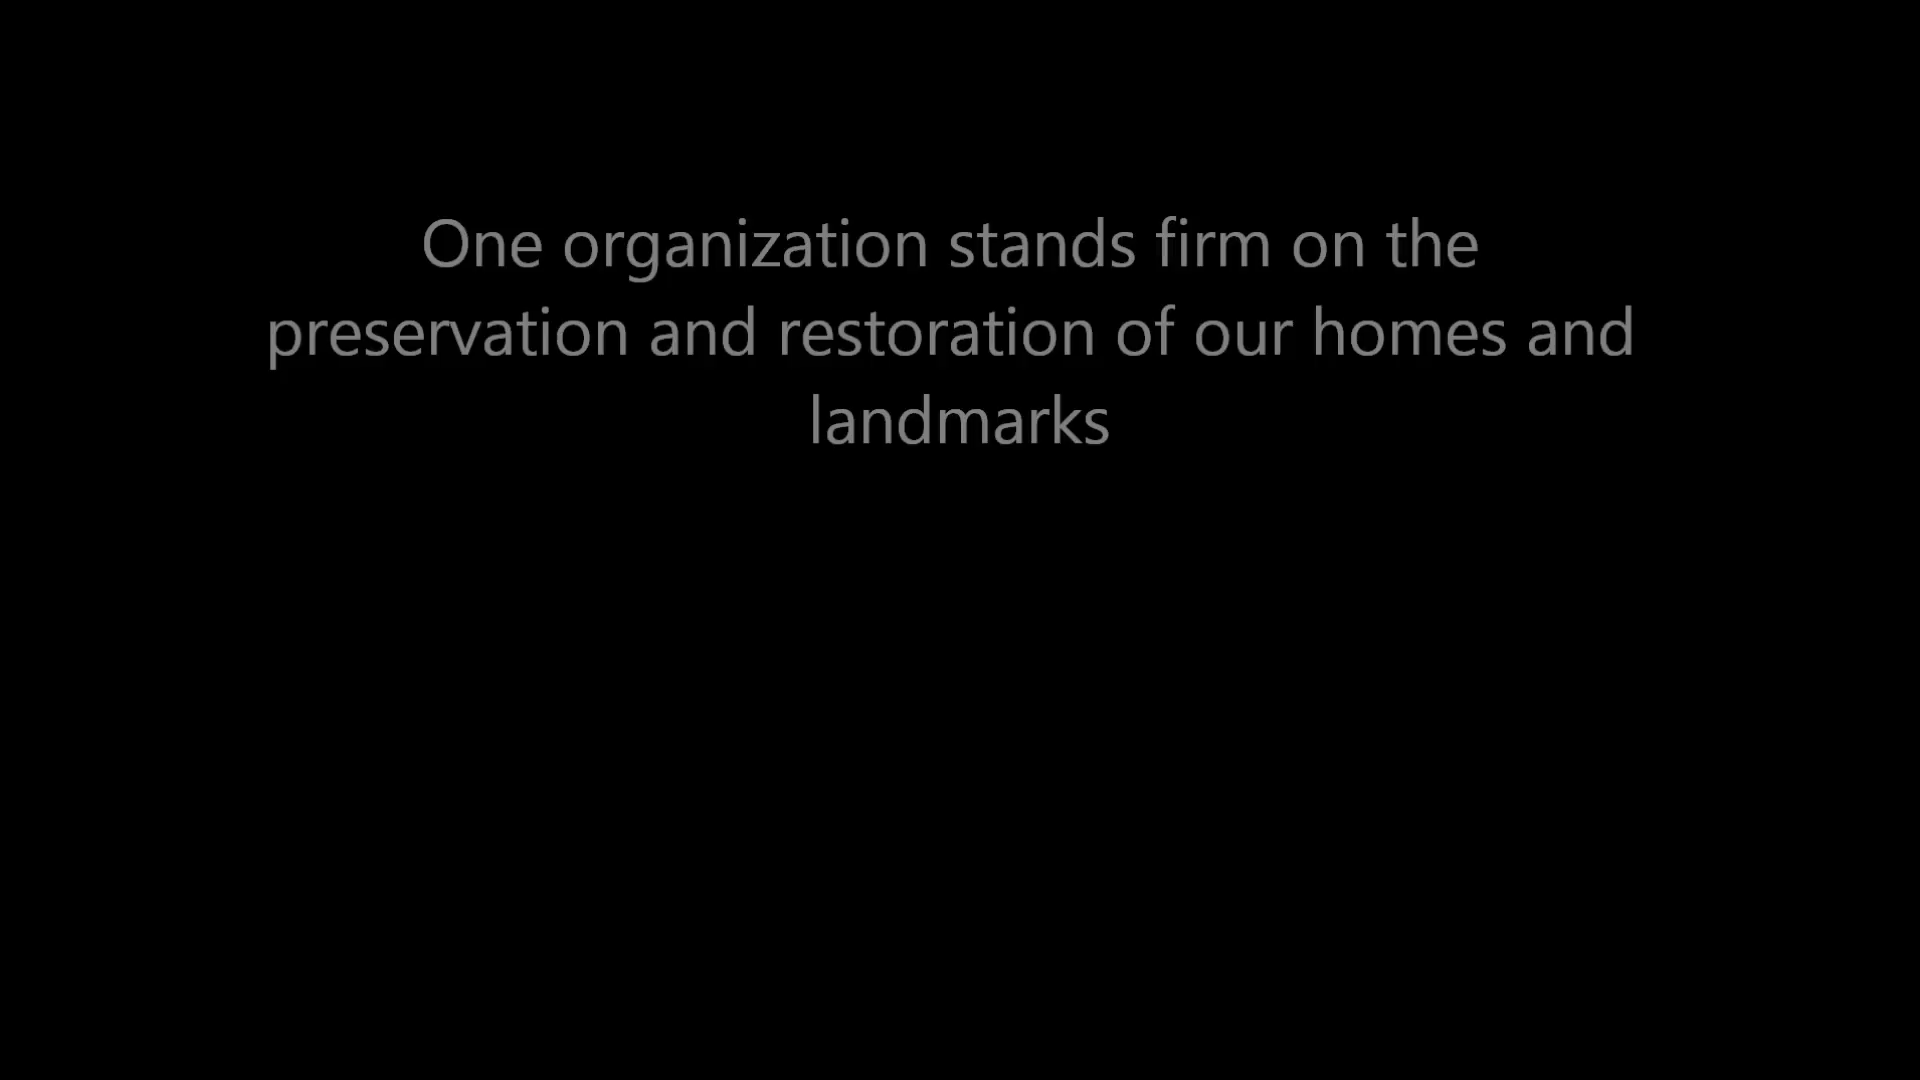 One organization stands firm on the
preservation and restoration of our homes and
landmarks